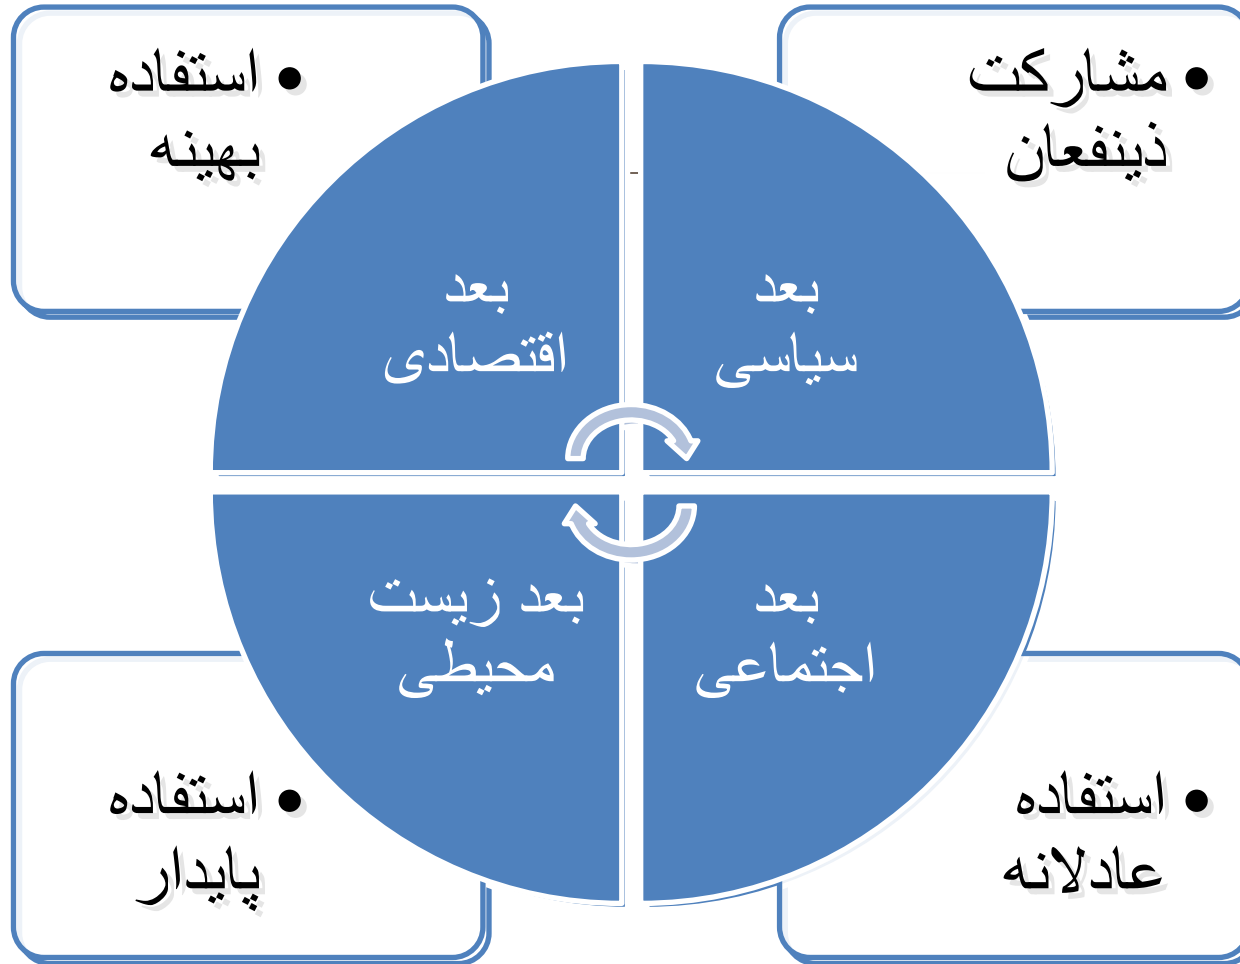 • مشارکت
ذینفعان
• استفاده
بهینه
بعد
سیاسی
بعد
اقتصادی
بعد
اجتماعی
بعد زیست
محیطی
• استفاده
عادلانه
• استفاده
پایدار